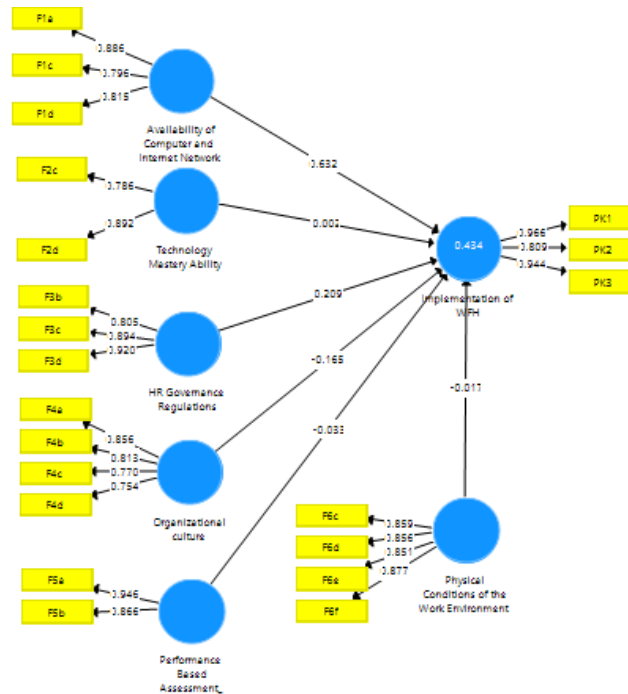 F1a
F1c
F1d
0.886
0.796
0.815
Availability of
Computer and
Internet Network
0.632
F2c
F2d
0.786
0.892
Technology
Mastery Ability
0.002
F3b
F3c
F3d
0.805
0.894
0.920
HR Governance
Regulations
0.209
F4a
F4b
F4c
F4d
0.856
0.813
0.770
0.754
Organizational
culture
-0.165
F5a
F5b
0.946
0.866
Performance
Based
Assessment_
-0.033
0.434
Implementation of
WFH
0.966
0.809
0.944
PK1
PK2
PK3
-0.017
F6c
F6d
F6e
F6f
0.859
0.856
0.851
0.877
Physical
Conditions of the
Work Environment